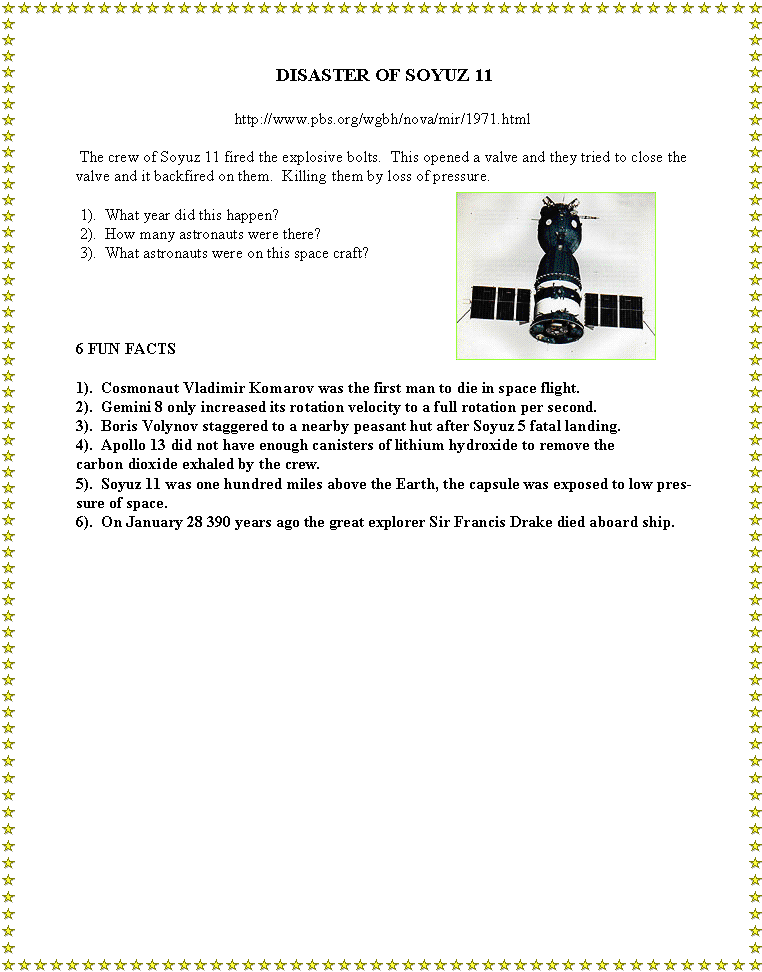 DISASTER OF SOYUZ 11
http://www.pbs.org/wgbh/nova/mir/1971.html
The crew of Soyuz 11 fired the explosive bolts. This opened a valve and they tried to close the
valve and it backfired on them. Killing them by loss of pressure.
1). What year did this happen?
2). How many astronauts were there?
3). What astronauts were on this space craft?
6 FUN FACTS
1). Cosmonaut Vladimir Komarov was the first man to die in space flight.
2). Gemini 8 only increased its rotation velocity to a full rotation per second.
3). Boris Volynov staggered to a nearby peasant hut after Soyuz 5 fatal landing.
4). Apollo 13 did not have enough canisters of lithium hydroxide to remove the
carbon dioxide exhaled by the crew.
5). Soyuz 11 was one hundred miles above the Earth, the capsule was exposed to low pres-
sure of space.
6). On January 28 390 years ago the great explorer Sir Francis Drake died aboard ship.